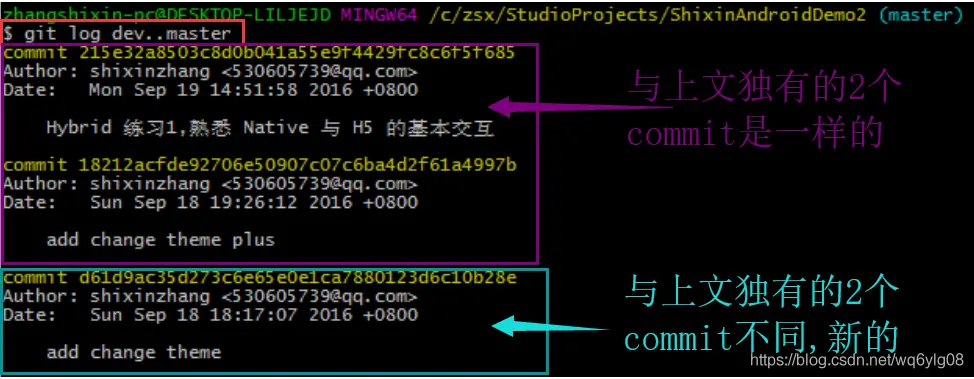 zhangshixin-pc@DESKTOP-LILJEJD MINGW64 /c/zsx/StudioProjects/ShixinAndroidDemo2 (master)
$ git log dev..master
commit 215e32a8503c8d0b041a55e9f4429fc8c6f5f685
Author: shixinzhang <530605739@qq.com>
Date:   Mon Sep 19 14:51:58 2016 +0800
Hybrid 练习1,熟悉 Native 与 H5 的基本交互
commit 18212acfde92706e50907c07c6ba4d2f61a4997b
Author: shixinzhang <530605739@qq.com>
Date:   Sun Sep 18 19:26:12 2016 +0800
add change theme plus
与上文独有的2个
commit是一样的
commit d61d9ac35d273c6e65e0e1ca7880123d6c10b28e
Author: shixinzhang <530605739@qq.com>
Date:   Sun Sep 18 18:17:07 2016 +0800
add change theme
与上文独有的2个
commit不同,新的
https://blog.csdn.net/wq6ylg08